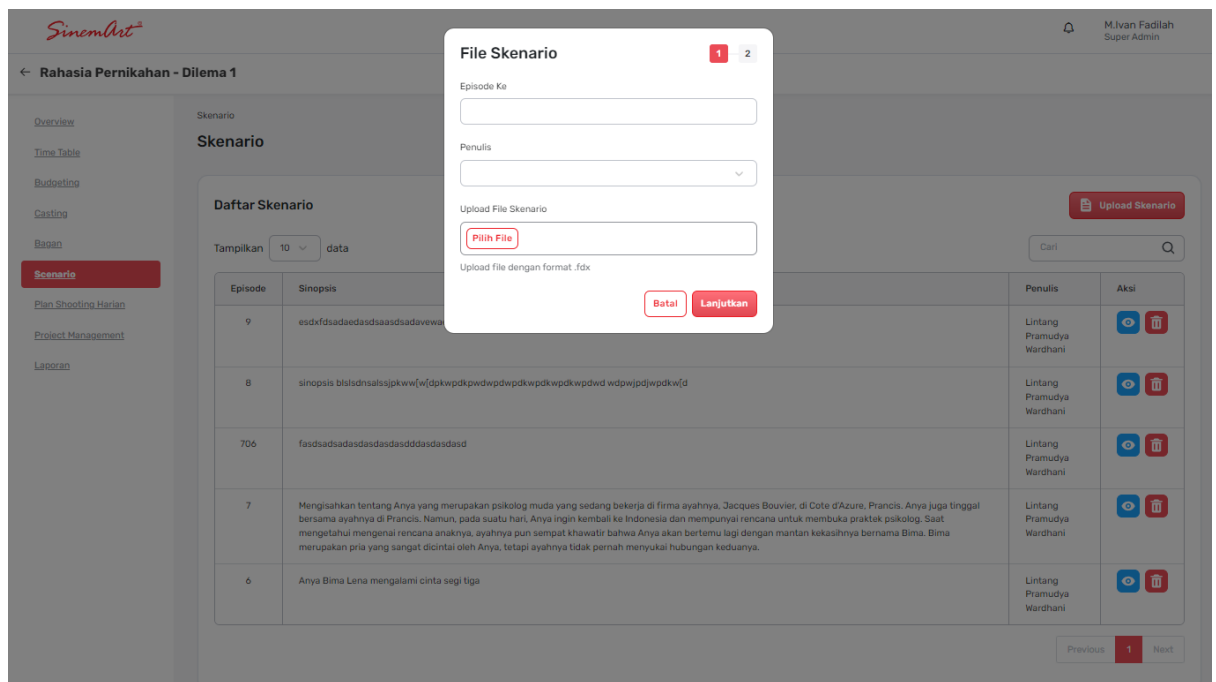 SinemArt
M.Ivan Fadilah
Super Admin
← Rahasia Pernikahan - Dilema 1
Overview
Time Table
Budgeting
Casting
Bagan
Scenario
Plan Shooting Harian
Project Management
Laporan
Skenario
Skenario
Daftar Skenario
Upload Skenario
Tampilkan 10 data
Cari
Episode Sinopsis Penulis Aksi
9 esdxfdsadaedasdsaasdsadavewa
Lintang
Pramudya
Wardhani
8
Lintang
Pramudya
Wardhani
706 fasdsadsadasdasdasdasdddasdasdasd
Lintang
Pramudya
Wardhani
7 Mengisahkan tentang Anya yang merupakan psikolog muda yang sedang bekerja di firma ayahnya, Jacques Bouvier, di Cote d'Azure, Prancis. Anya juga tinggal
bersama ayahnya di Prancis. Namun, pada suatu hari, Anya ingin kembali ke Indonesia dan mempunyai rencana untuk membuka praktek psikolog. Saat
mengetahui mengenai rencana anaknya, ayahnya pun sempat khawatir bahwa Anya akan bertemu lagi dengan mantan kekasihnya bernama Bima. Bima
merupakan pria yang sangat dicintai oleh Anya, tetapi ayahnya tidak pernah menyukai hubungan keduanya.
Lintang
Pramudya
Wardhani
6 Anya Bima Lena mengalami cinta segi tiga
Lintang
Pramudya
Wardhani
Previous 1 Next
File Skenario
1 2
Episode Ke
Penulis
Upload File Skenario
Pilih File
Upload file dengan format .fdx
Batal Lanjutkan